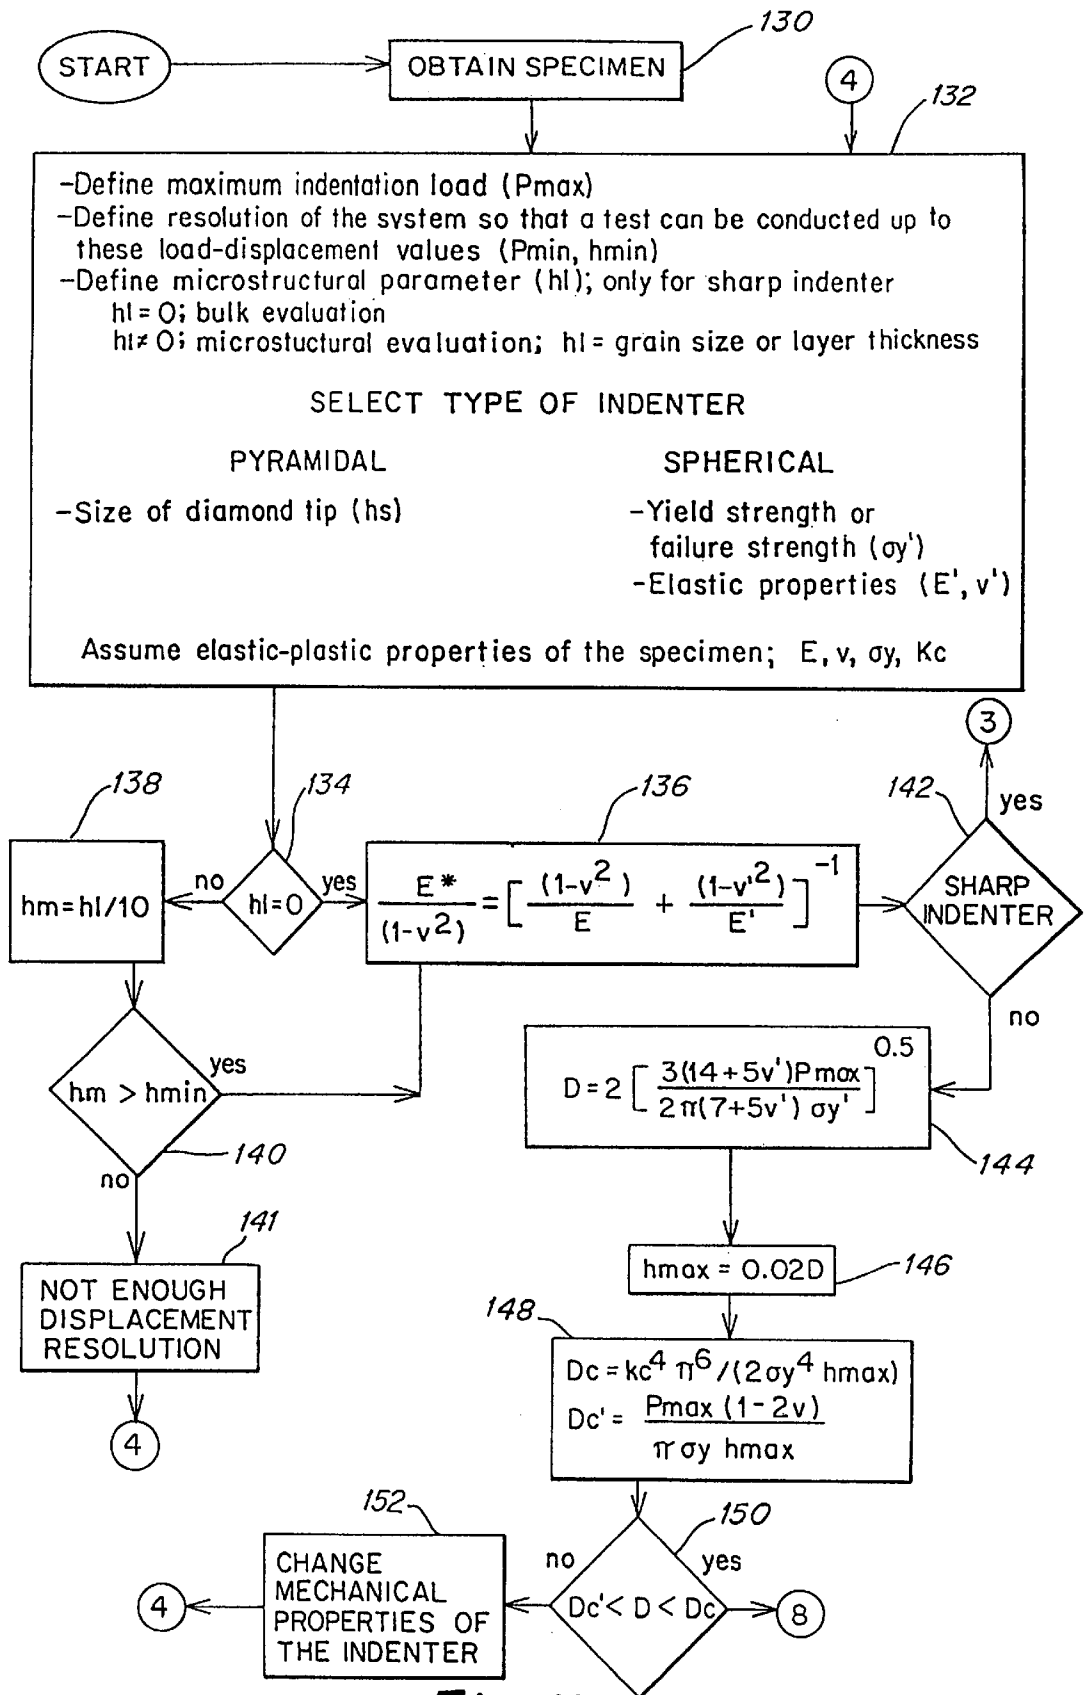 130
START
OBTAIN SPECIMEN
4
132
-Define maximum indentation load (Pmax)
-Define resolution of the system so that a test can be conducted up to
these load-displacement values (Pmin, hmin)
-Define microstructural parameter (hl); only for sharp indenter
hl = 0; bulk evaluation
hl ≠ 0; microstuctural evaluation; hl = grain size or layer thickness
SELECT TYPE OF INDENTER
PYRAMIDAL
SPHERICAL
-Size of diamond tip (hs)
-Yield strength or
failure strength (σy')
-Elastic properties (E', v')
Assume elastic-plastic properties of the specimen; E, v, σy, Kc
3
138
134
136
142
yes
hm = hl/10
no
hl = 0
yes
E* / (1-v²) = [ (1-v²) / E + (1-v'²) / E' ]⁻¹
SHARP
INDENTER
no
hm > hmin
yes
D = 2 [ 3(14+5v')Pmax / 2π(7+5v') σy' ]^0.5
140
no
144
141
NOT ENOUGH
DISPLACEMENT
RESOLUTION
hmax = 0.02D
146
148
Dc = kc⁴ π⁶ / (2σy⁴ hmax)
Dc' = Pmax (1-2v) / π σy hmax
4
152
150
CHANGE
MECHANICAL
PROPERTIES OF
THE INDENTER
no
yes
4
Dc' < D < Dc
8